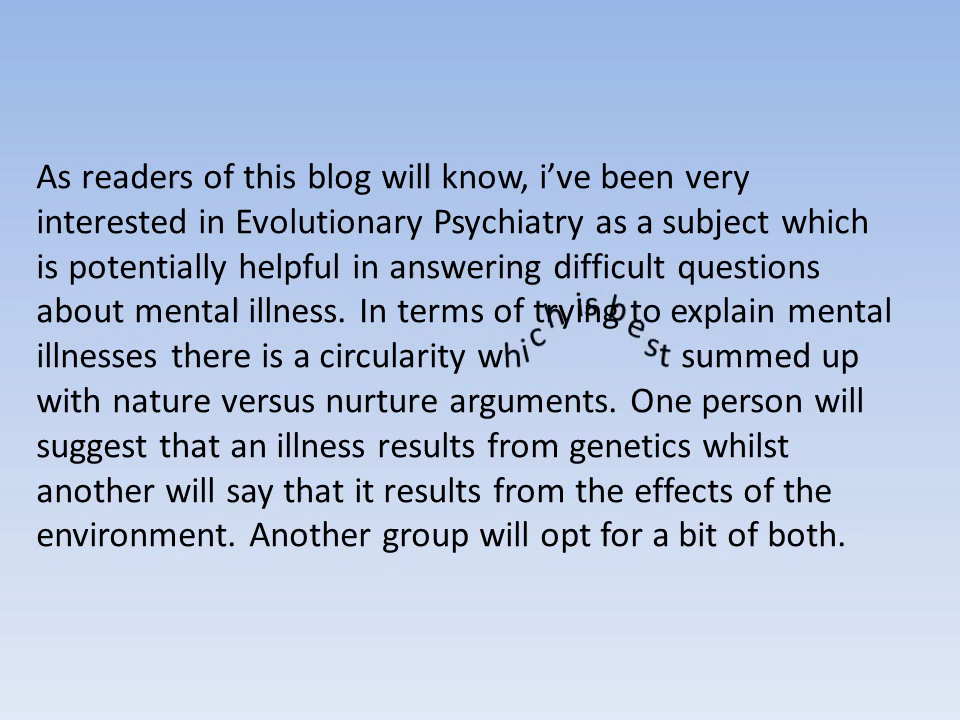 As readers of this blog will know, i’ve been very
interested in Evolutionary Psychiatry as a subject which
is potentially helpful in answering difficult questions
about mental illness. In terms of trying to explain mental
illnesses there is a circularity which is best summed up
with nature versus nurture arguments. One person will
suggest that an illness results from genetics whilst
another will say that it results from the effects of the
environment. Another group will opt for a bit of both.